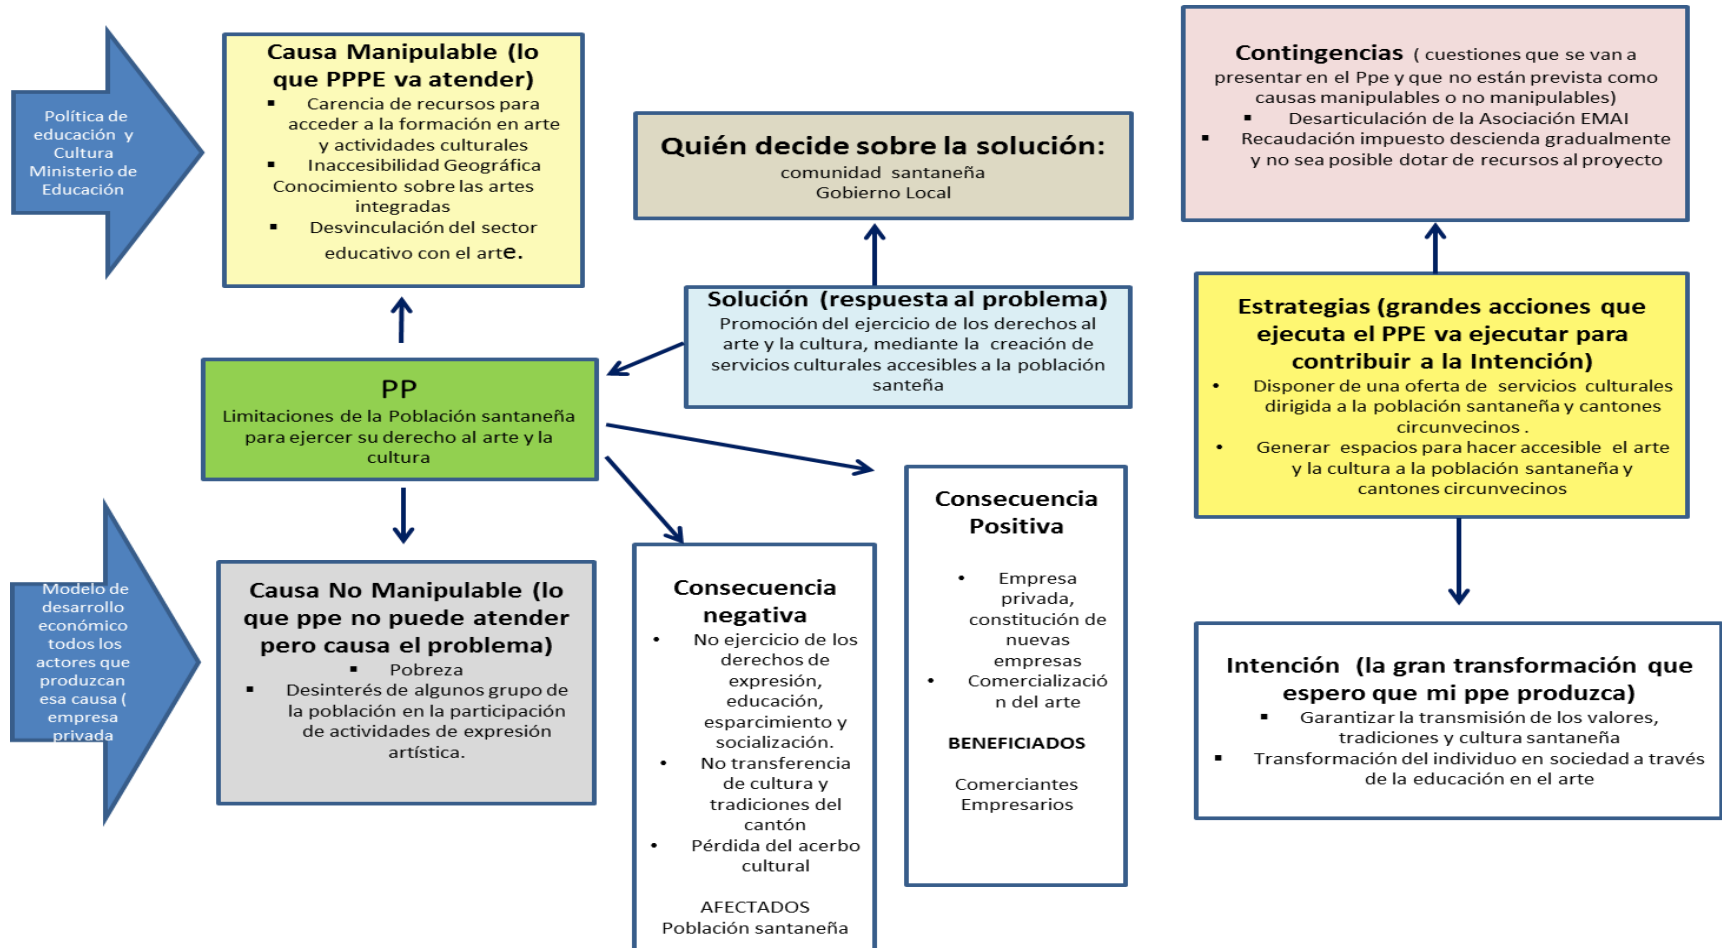 Política de
educación y
Cultura
Ministerio de
Educación
Causa Manipulable (lo
que PPPE va atender)
▪ Carencia de recursos para
acceder a la formación en arte
y actividades culturales
▪ Inaccesibilidad Geográfica
Conocimiento sobre las artes
integradas
▪ Desvinculación del sector
educativo con el arte.
Quién decide sobre la solución:
comunidad santaneña
Gobierno Local
Contingencias ( cuestiones que se van a
presentar en el Ppe y que no están prevista como
causas manipulables o no manipulables)
▪ Desarticulación de la Asociación EMAI
▪ Recaudación impuesto descienda gradualmente
y no sea posible dotar de recursos al proyecto
Solución (respuesta al problema)
Promoción del ejercicio de los derechos al
arte y la cultura, mediante la creación de
servicios culturales accesibles a la población
santeña
Estrategias (grandes acciones que
ejecuta el PPE va ejecutar para
contribuir a la Intención)
• Disponer de una oferta de servicios culturales
dirigida a la población santaneña y cantones
circunvecinos .
• Generar espacios para hacer accesible el arte
y la cultura a la población santaneña y
cantones circunvecinos
PP
Limitaciones de la Población santaneña
para ejercer su derecho al arte y la
cultura
Modelo de
desarrollo
económico
todos los
actores que
produzcan
esa causa (
empresa
privada
Causa No Manipulable (lo
que ppe no puede atender
pero causa el problema)
▪ Pobreza
▪ Desinterés de algunos grupo de
la población en la participación
de actividades de expresión
artística.
Consecuencia
negativa
• No ejercicio de los
derechos de
expresión,
educación,
esparcimiento y
socialización.
• No transferencia
de cultura y
tradiciones del
cantón
• Pérdida del acerbo
cultural
AFECTADOS
Población santaneña
Consecuencia
Positiva
• Empresa
privada,
constitución de
nuevas
empresas
• Comercializació
n del arte
BENEFICIADOS
Comerciantes
Empresarios
Intención (la gran transformación que
espero que mi ppe produzca)
▪ Garantizar la transmisión de los valores,
tradiciones y cultura santaneña
▪ Transformación del individuo en sociedad a través
de la educación en el arte